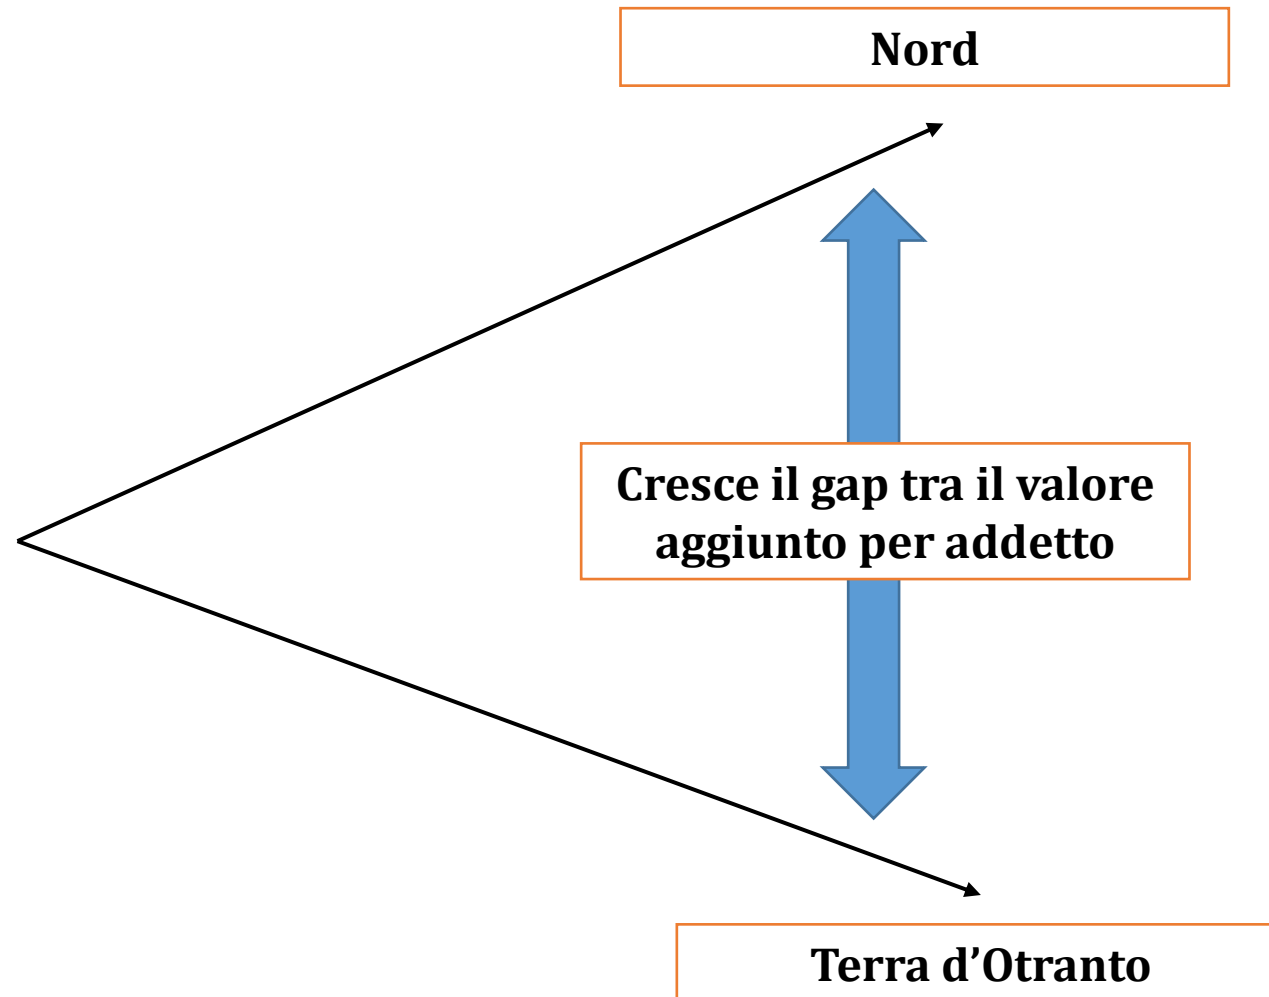 Nord
Cresce il gap tra il valore
aggiunto per addetto
Terra d’Otranto